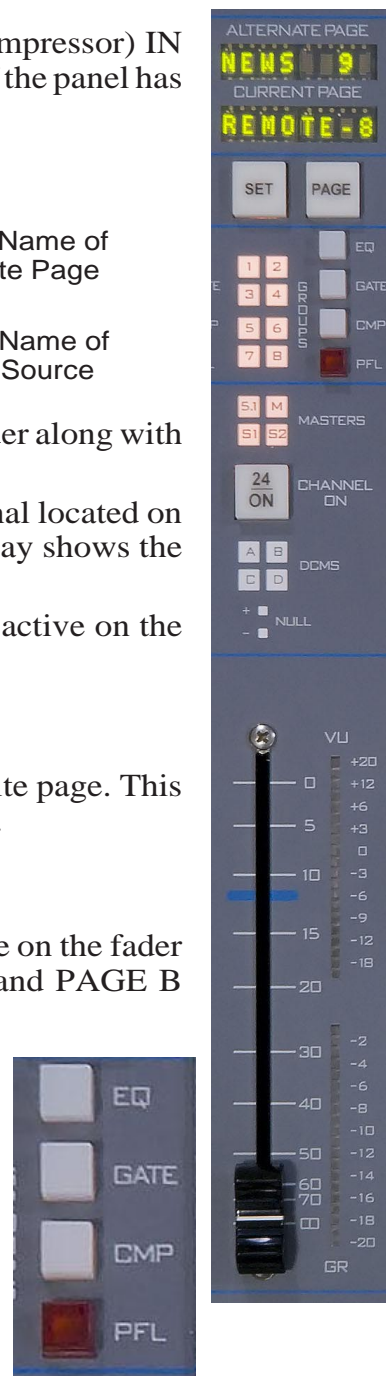 mpressor) IN
the panel has
Name of
te Page
Name of
Source
der along with
nal located on
ay shows the
active on the
ite page. This
e on the fader
and PAGE B
EQ
GATE
CMP
PFL
ALTERNATE PAGE
NEWS 9
CURRENT PAGE
REMOTE-8
SET PAGE
EQ
1 2
GATE
3 4
GROUPS
CMP
5 6
7 8
PFL
5.1 M
MASTERS
S1 S2
24
ON
CHANNEL
ON
A B
DCMS
C D
+
NULL
-
VU
+20
0 +12
+6
5 +3
0
10 -3
-6
-9
15 -12
-18
20
-2
30 -4
-6
40 -8
-10
50 -12
60 -14
70 -16
∞ -18
-20
GR